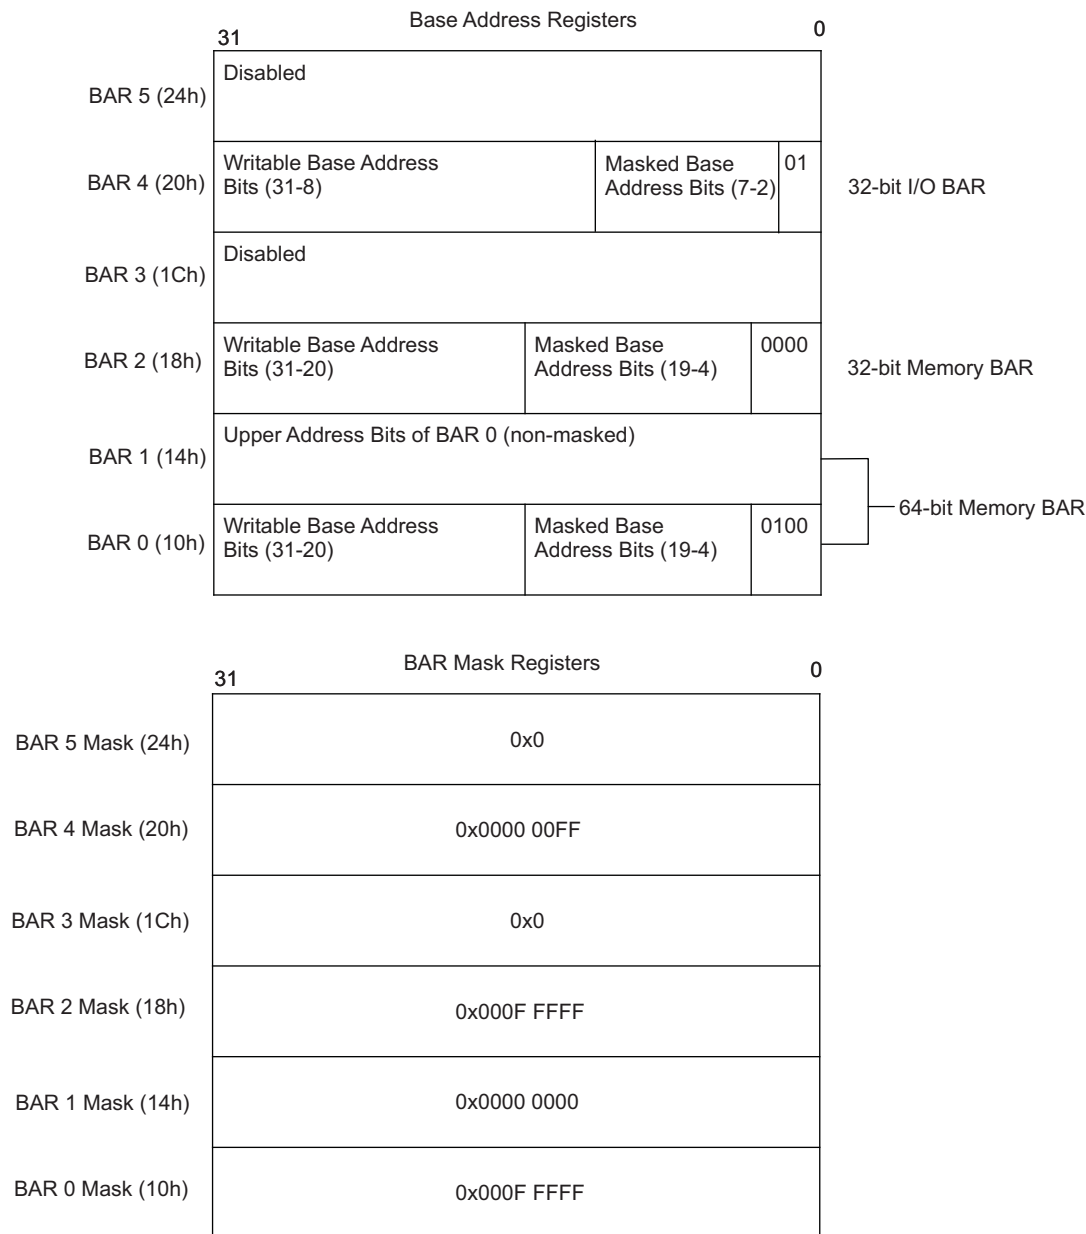 Base Address Registers
31
0
BAR 5 (24h)
Disabled
BAR 4 (20h)
Writable Base Address
Bits (31-8)
Masked Base
Address Bits (7-2)
01
32-bit I/O BAR
BAR 3 (1Ch)
Disabled
BAR 2 (18h)
Writable Base Address
Bits (31-20)
Masked Base
Address Bits (19-4)
0000
32-bit Memory BAR
BAR 1 (14h)
Upper Address Bits of BAR 0 (non-masked)
64-bit Memory BAR
BAR 0 (10h)
Writable Base Address
Bits (31-20)
Masked Base
Address Bits (19-4)
0100
BAR Mask Registers
31
0
BAR 5 Mask (24h)
0x0
BAR 4 Mask (20h)
0x0000 00FF
BAR 3 Mask (1Ch)
0x0
BAR 2 Mask (18h)
0x000F FFFF
BAR 1 Mask (14h)
0x0000 0000
BAR 0 Mask (10h)
0x000F FFFF